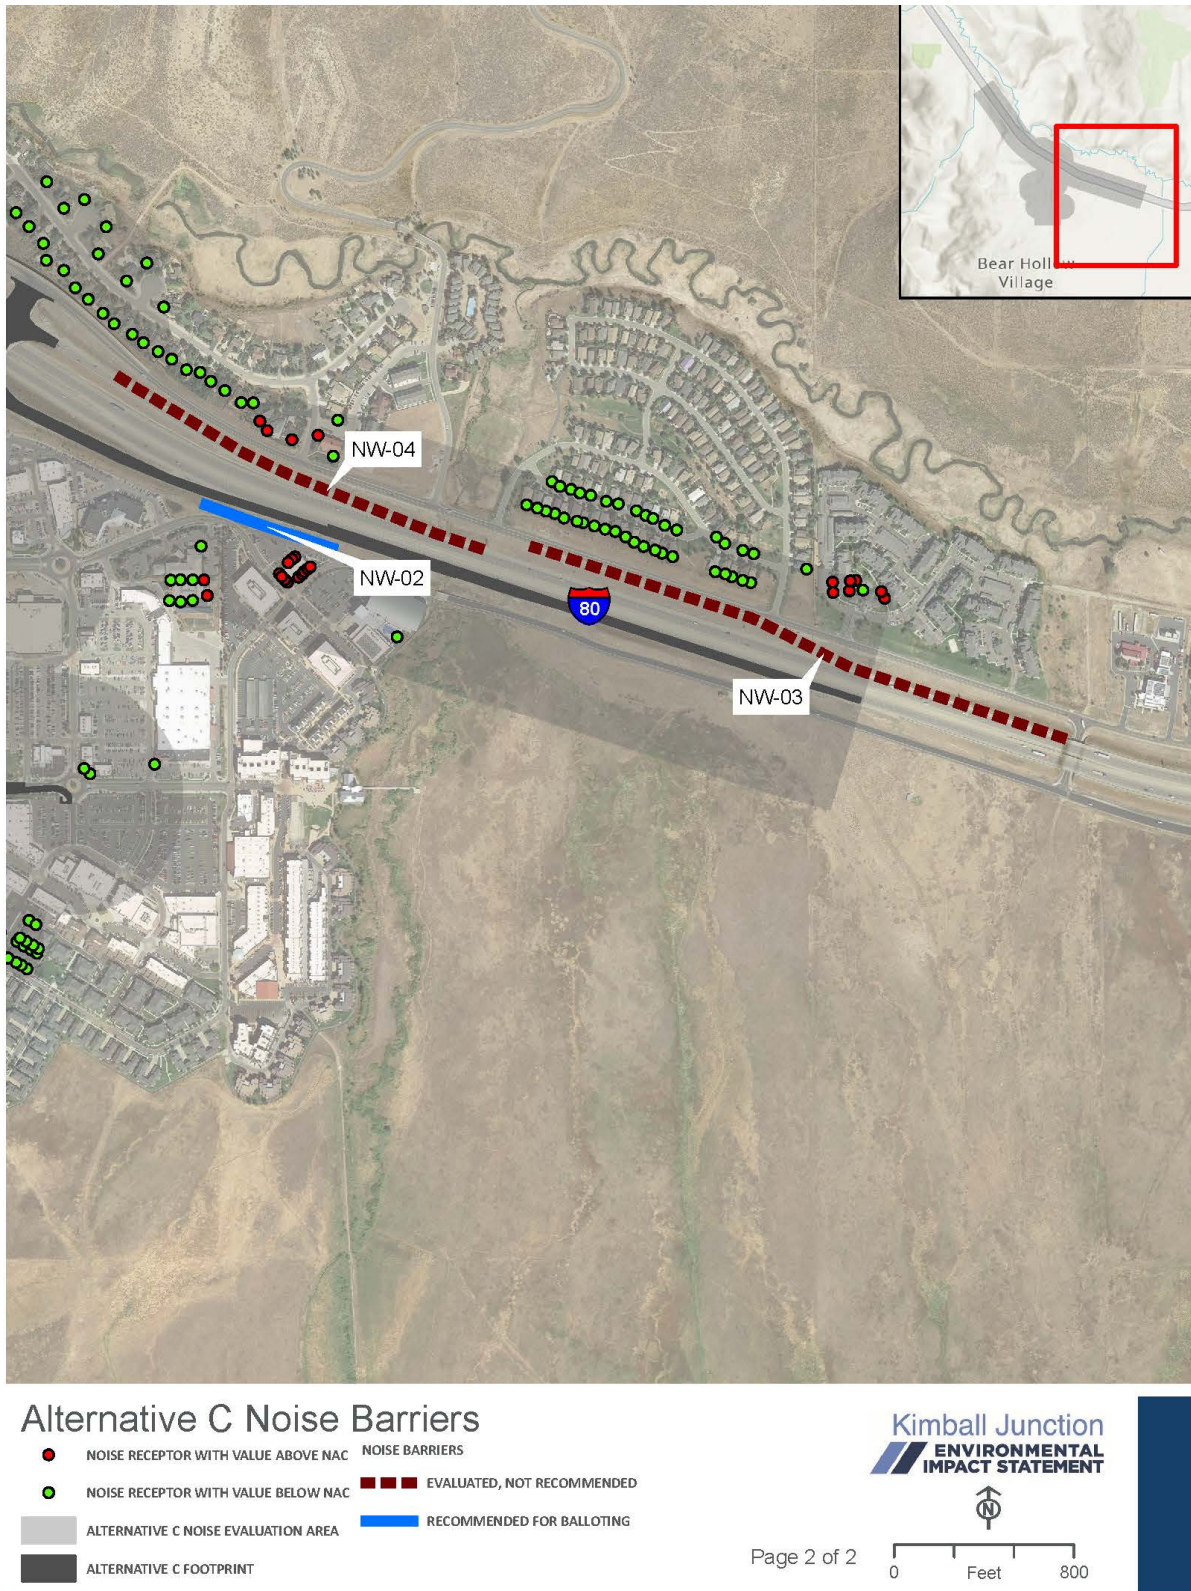 Bear Hollow
Village
NW-04
NW-02
80
NW-03
Alternative C Noise Barriers
NOISE RECEPTOR WITH VALUE ABOVE NAC
NOISE RECEPTOR WITH VALUE BELOW NAC
ALTERNATIVE C NOISE EVALUATION AREA
ALTERNATIVE C FOOTPRINT
NOISE BARRIERS
EVALUATED, NOT RECOMMENDED
RECOMMENDED FOR BALLOTING
Kimball Junction
ENVIRONMENTAL
IMPACT STATEMENT
N
Page 2 of 2
0 Feet 800